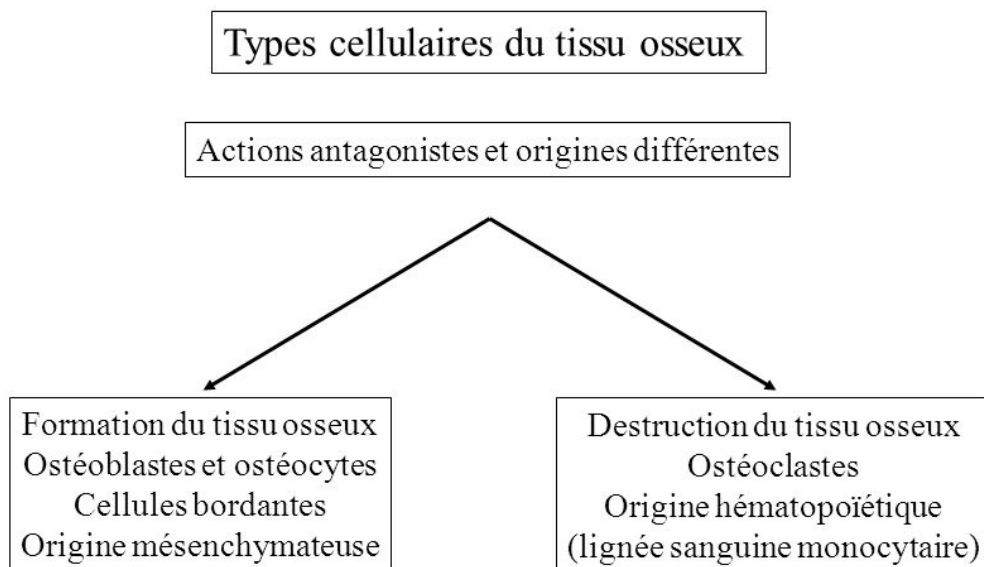 Types cellulaires du tissu osseux
Actions antagonistes et origines différentes
Formation du tissu osseux
Ostéoblastes et ostéocytes
Cellules bordantes
Origine mésenchymateuse
Destruction du tissu osseux
Ostéoclastes
Origine hématopoïétique
(lignée sanguine monocytaire)